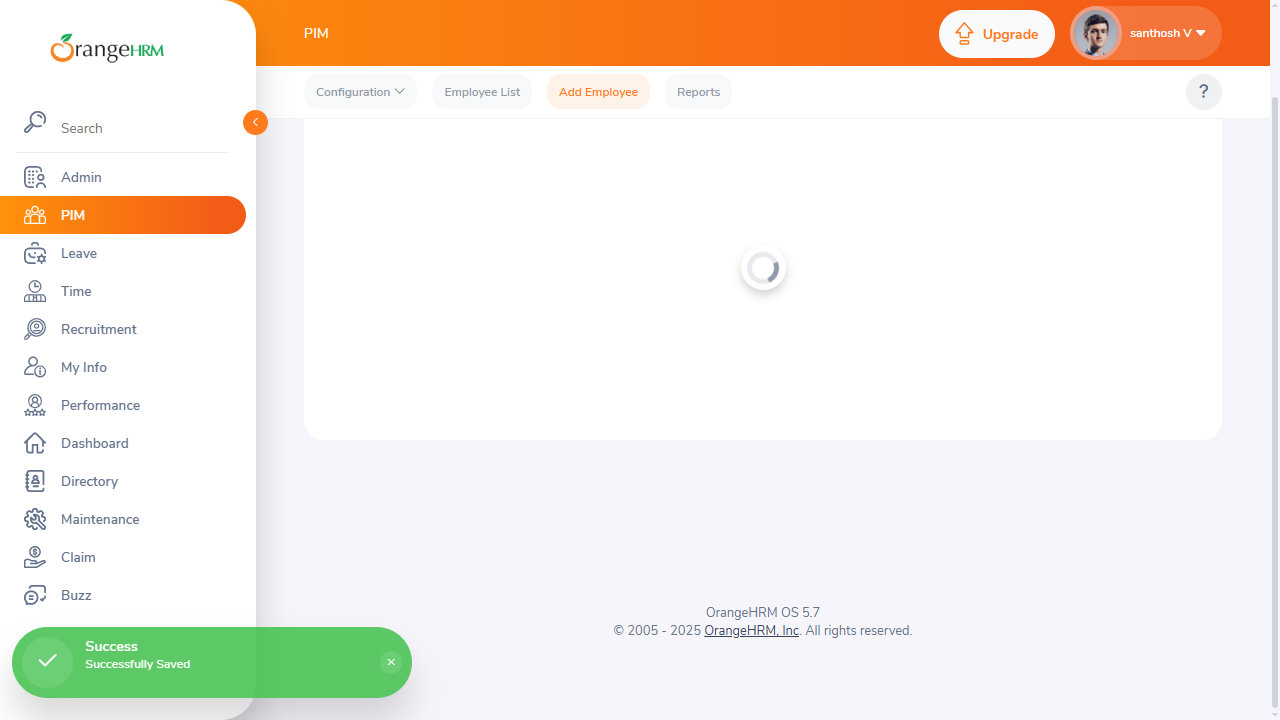 OrangeHRM
PIM
Upgrade
santhosh V
Configuration
Employee List
Add Employee
Reports
?
Search
Admin
PIM
Leave
Time
Recruitment
My Info
Performance
Dashboard
Directory
Maintenance
Claim
Buzz
OrangeHRM OS 5.7
© 2005 - 2025 OrangeHRM, Inc. All rights reserved.
Success
Successfully Saved